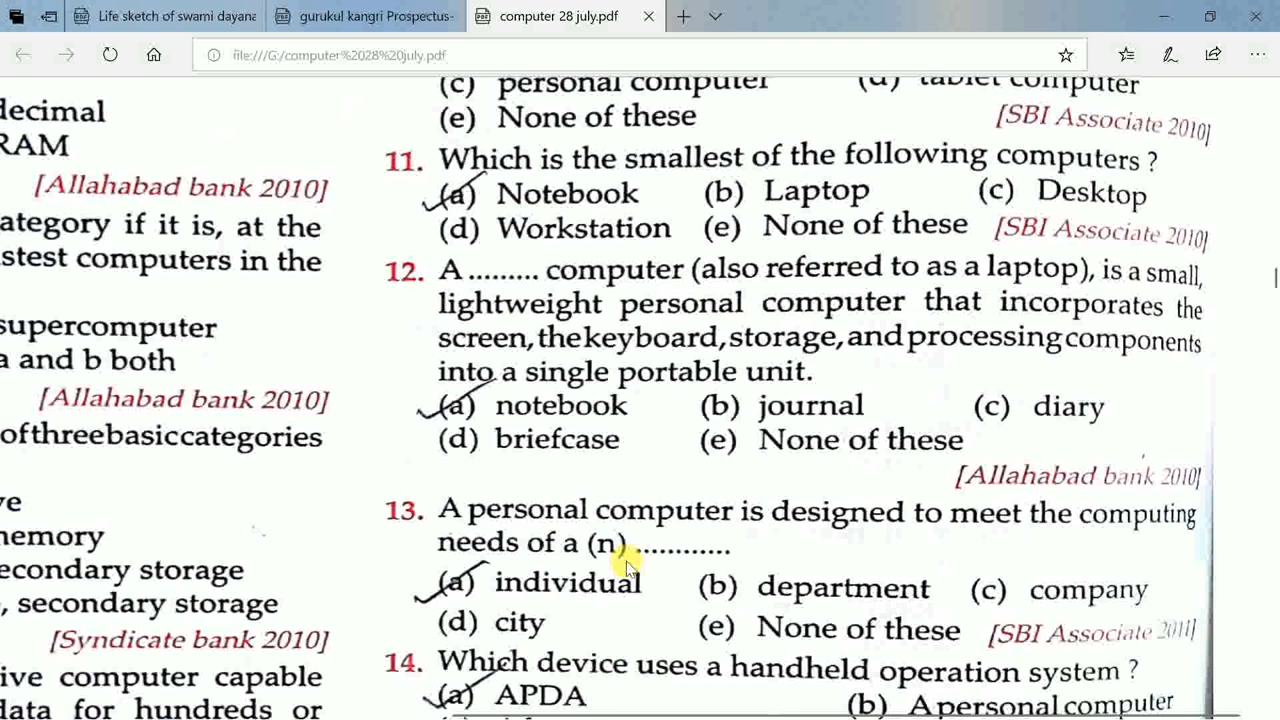 Life sketch of swami dayana
gurukul kangri Prospectus-
computer 28 july.pdf
file:///G:/computer%2028%20july.pdf
decimal
RAM
[Allahabad bank 2010]
ategory if it is, at the
stest computers in the
supercomputer
a and b both
[Allahabad bank 2010]
of three basic categories
ve
memory
econdary storage
, secondary storage
[Syndicate bank 2010]
ive computer capable
data for hundreds or
(c) personal computer (d) tablet computer
(e) None of these [SBI Associate 2010]
11. Which is the smallest of the following computers ?
(a) Notebook (b) Laptop (c) Desktop
(d) Workstation (e) None of these [SBI Associate 2010]
12. A ......... computer (also referred to as a laptop), is a small,
lightweight personal computer that incorporates the
screen, the keyboard, storage, and processing components
into a single portable unit.
(a) notebook (b) journal (c) diary
(d) briefcase (e) None of these
[Allahabad bank 2010]
13. A personal computer is designed to meet the computing
needs of a (n) ............
(a) individual (b) department (c) company
(d) city (e) None of these [SBI Associate 2011]
14. Which device uses a handheld operation system ?
(a) APDA (b) A personal computer